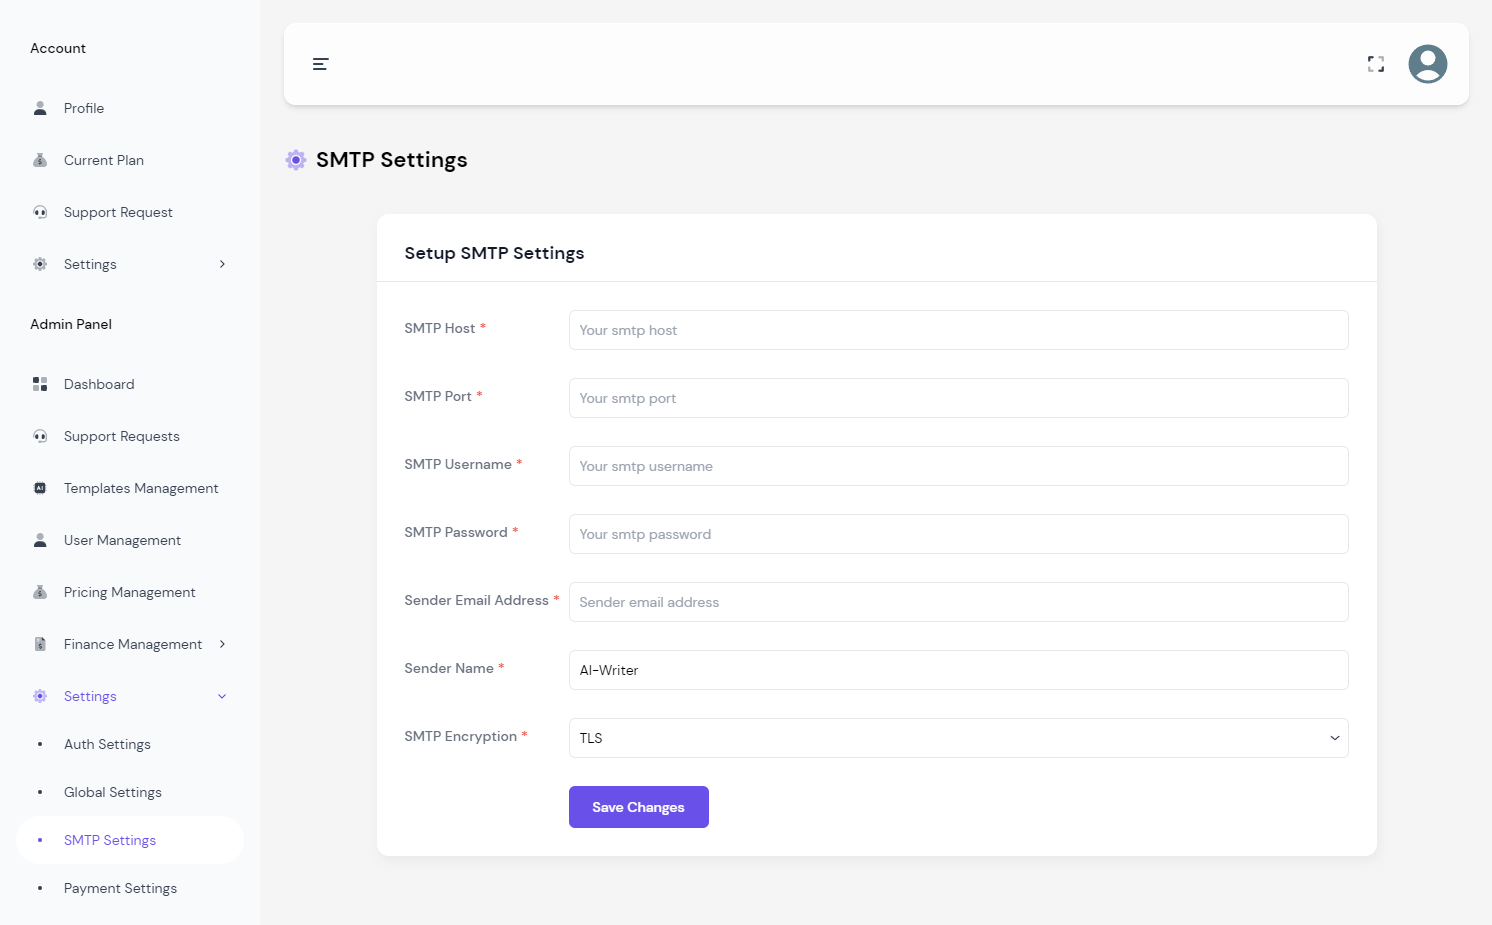 Account
Profile
Current Plan
Support Request
Settings
Admin Panel
Dashboard
Support Requests
Templates Management
User Management
Pricing Management
Finance Management
Settings
Auth Settings
Global Settings
SMTP Settings
Payment Settings
SMTP Settings
Setup SMTP Settings
SMTP Host *
Your smtp host
SMTP Port *
Your smtp port
SMTP Username *
Your smtp username
SMTP Password *
Your smtp password
Sender Email Address *
Sender email address
Sender Name *
AI-Writer
SMTP Encryption *
TLS
Save Changes